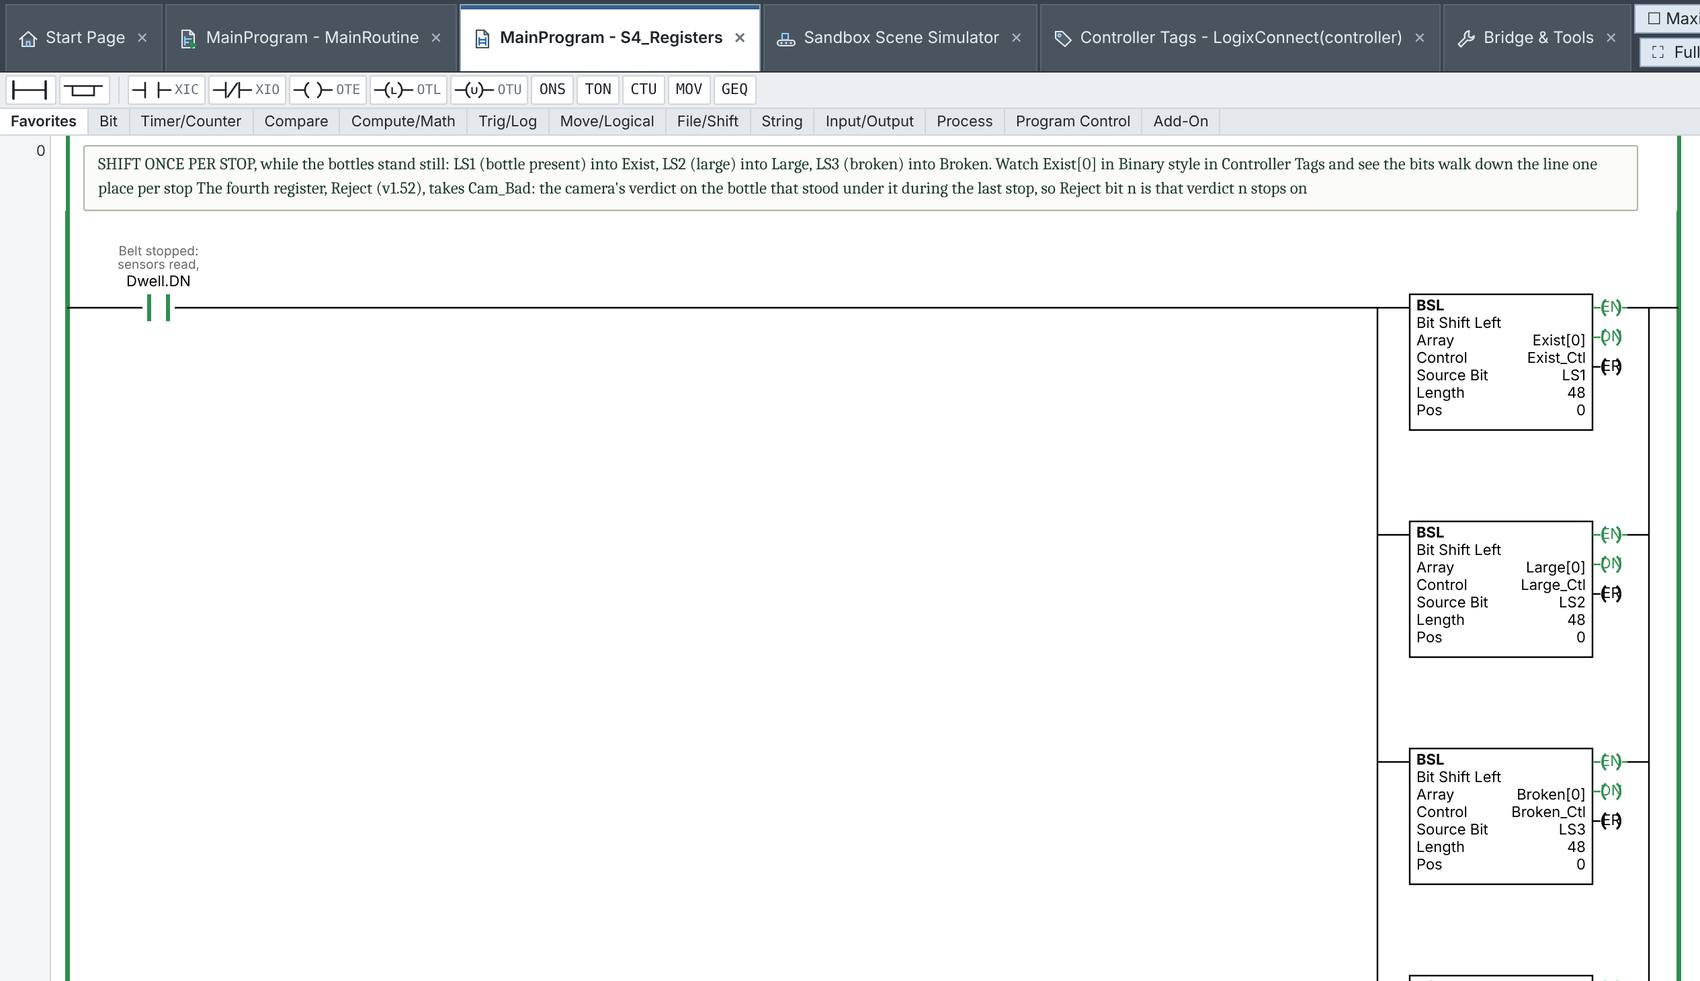 Start Page ×
MainProgram - MainRoutine ×
MainProgram - S4_Registers ×
Sandbox Scene Simulator ×
Controller Tags - LogixConnect(controller) ×
Bridge & Tools ×
Maxi
Full
XIC XIO OTE L OTL U OTU ONS TON CTU MOV GEQ
Favorites Bit Timer/Counter Compare Compute/Math Trig/Log Move/Logical File/Shift String Input/Output Process Program Control Add-On
0
SHIFT ONCE PER STOP, while the bottles stand still: LS1 (bottle present) into Exist, LS2 (large) into Large, LS3 (broken) into Broken. Watch Exist[0] in Binary style in Controller Tags and see the bits walk down the line one
place per stop The fourth register, Reject (v1.52), takes Cam_Bad: the camera's verdict on the bottle that stood under it during the last stop, so Reject bit n is that verdict n stops on
Belt stopped:
sensors read,
Dwell.DN
BSL
EN
Bit Shift Left
DN
Array Exist[0]
Control Exist_Ctl
ER
Source Bit LS1
Length 48
Pos 0
BSL
EN
Bit Shift Left
DN
Array Large[0]
Control Large_Ctl
ER
Source Bit LS2
Length 48
Pos 0
BSL
EN
Bit Shift Left
DN
Array Broken[0]
Control Broken_Ctl
ER
Source Bit LS3
Length 48
Pos 0